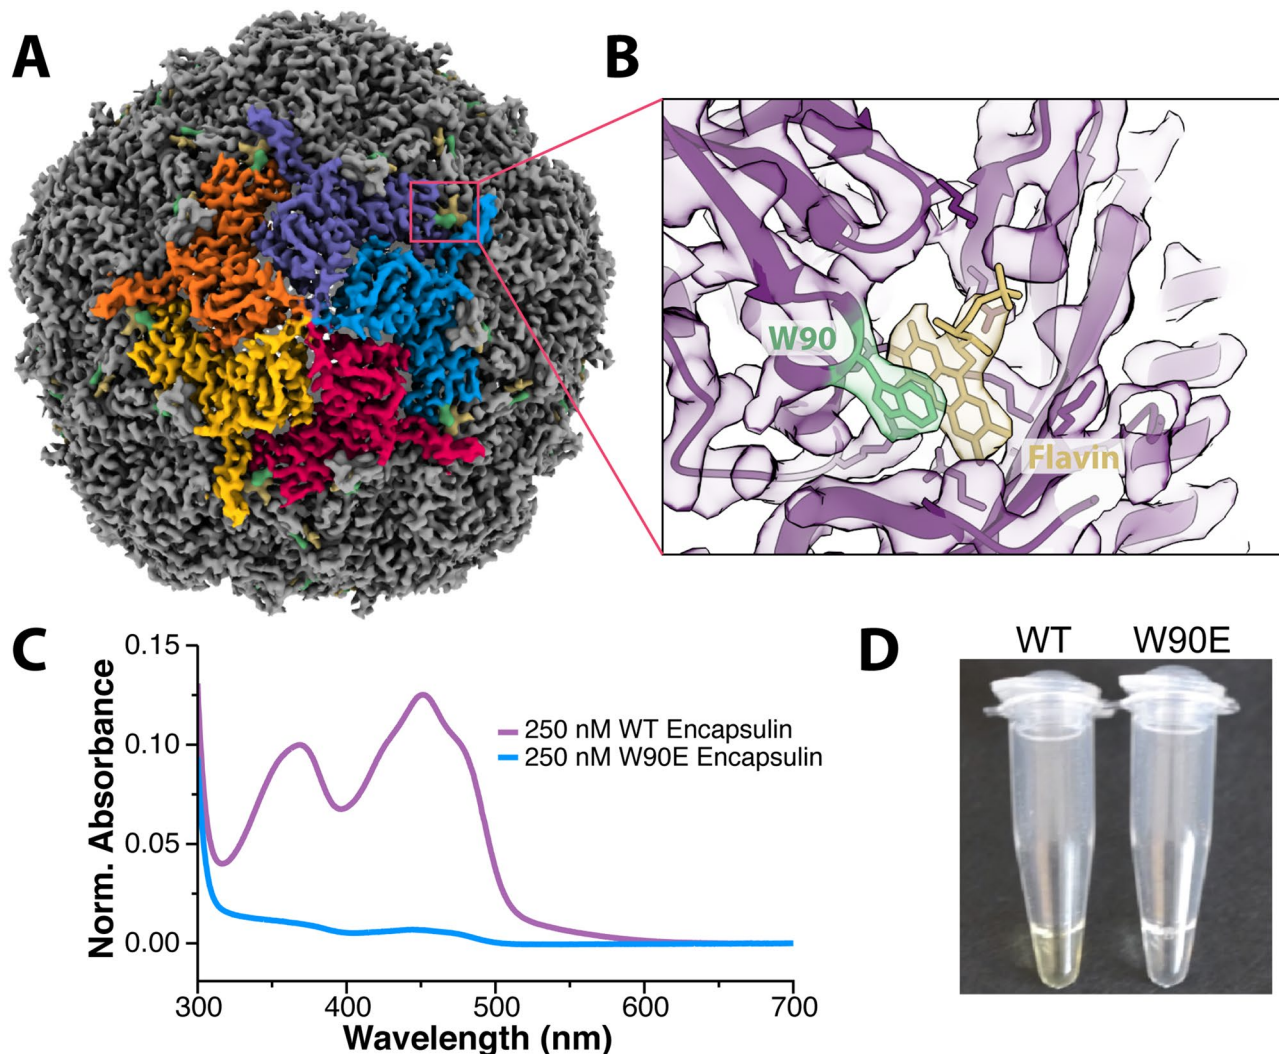 A
B
W90
Flavin
C
0.15
0.10
0.05
0.00
Norm. Absorbance
250 nM WT Encapsulin
250 nM W90E Encapsulin
300
400
500
600
700
Wavelength (nm)
D
WT
W90E